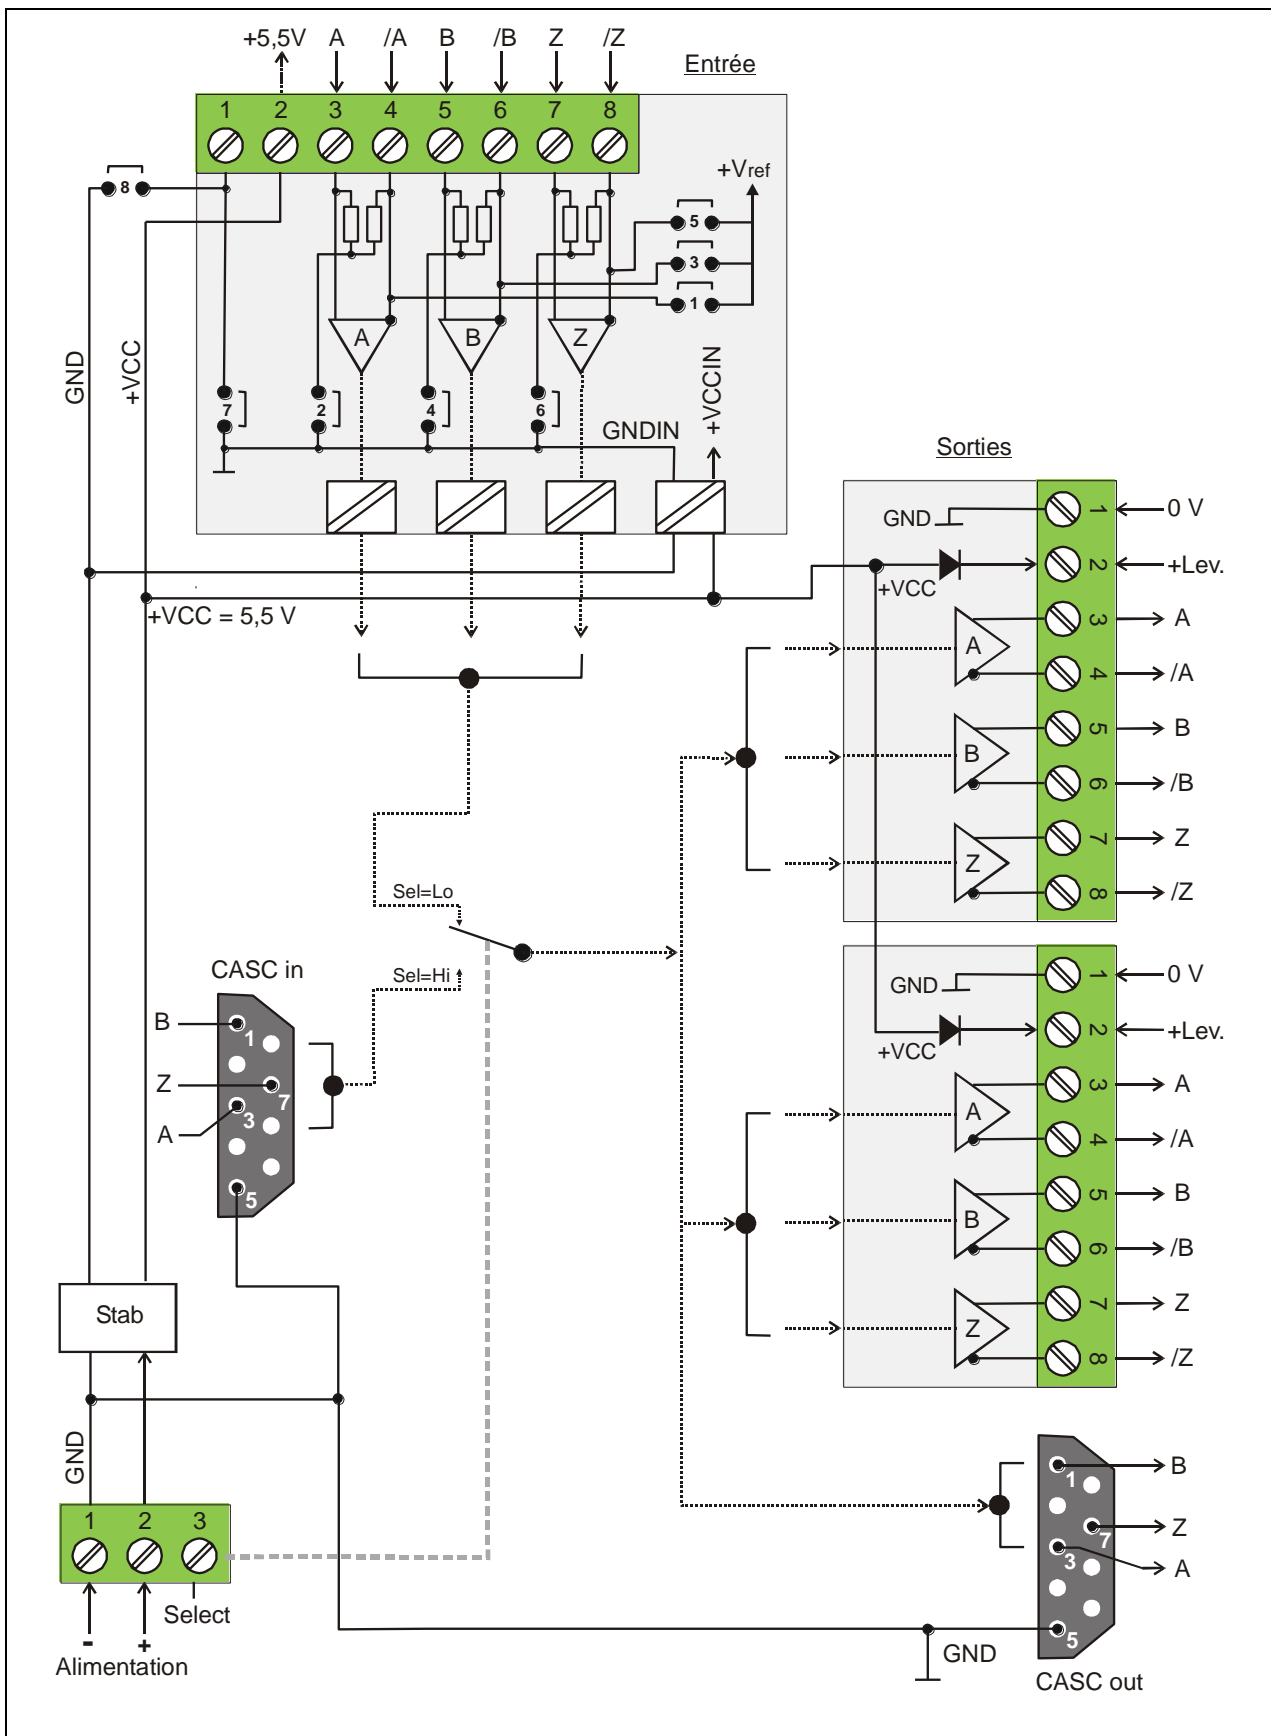 +5,5V A /A B /B Z /Z
Entrée
1 2 3 4 5 6 7 8
8
+Vref
5
3
1
A B Z
GND
+VCC
7 2 4 6
GNDIN
+VCCIN
+VCC = 5,5 V
Sorties
GND 1 0 V
+VCC 2 +Lev.
A 3 A
4 /A
B 5 B
6 /B
Z 7 Z
8 /Z
Sel=Lo
Sel=Hi
CASC in
B 1
Z 7
A 3
5
GND 1 0 V
+VCC 2 +Lev.
A 3 A
4 /A
B 5 B
6 /B
Z 7 Z
8 /Z
Stab
GND
1 2 3
Select
- +
Alimentation
1 B
7 Z
3 A
5
GND
CASC out